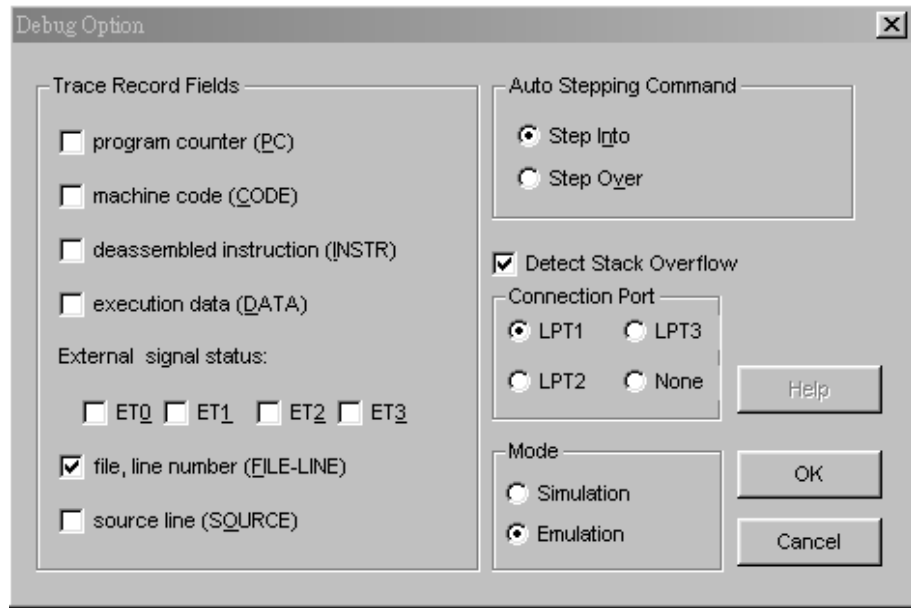 Debug Option
Trace Record Fields
program counter (PC)
machine code (CODE)
deassembled instruction (INSTR)
execution data (DATA)
External signal status:
ET0 ET1 ET2 ET3
file, line number (FILE-LINE)
source line (SOURCE)
Auto Stepping Command
Step Into
Step Over
Detect Stack Overflow
Connection Port
LPT1 LPT3
LPT2 None
Mode
Simulation
Emulation
Help
OK
Cancel